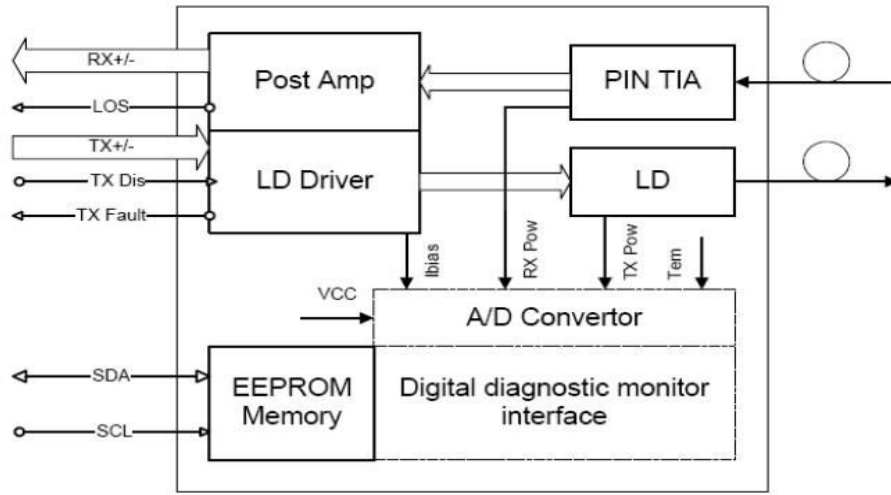 RX+/-
Post Amp
PIN TIA
LOS
TX+/-
LD Driver
LD
TX Dis
TX Fault
Ibias
RX Pow
TX Pow
Tem
VCC
A/D Convertor
SDA
EEPROM
Memory
Digital diagnostic monitor
interface
SCL